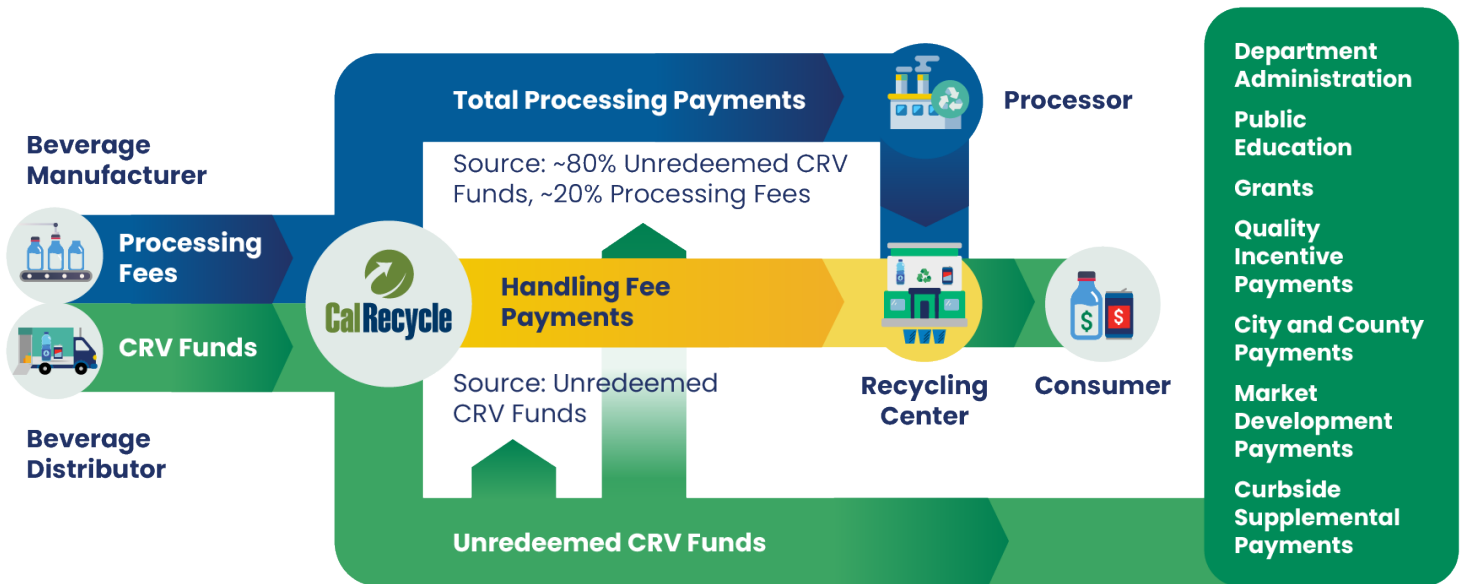 Beverage
Manufacturer
Processing
Fees
CRV Funds
Beverage
Distributor
CalRecycle
Total Processing Payments
Source: ~80% Unredeemed CRV
Funds, ~20% Processing Fees
Handling Fee
Payments
Source: Unredeemed
CRV Funds
Unredeemed CRV Funds
Processor
Recycling
Center
$
$
Consumer
Department
Administration
Public
Education
Grants
Quality
Incentive
Payments
City and County
Payments
Market
Development
Payments
Curbside
Supplemental
Payments